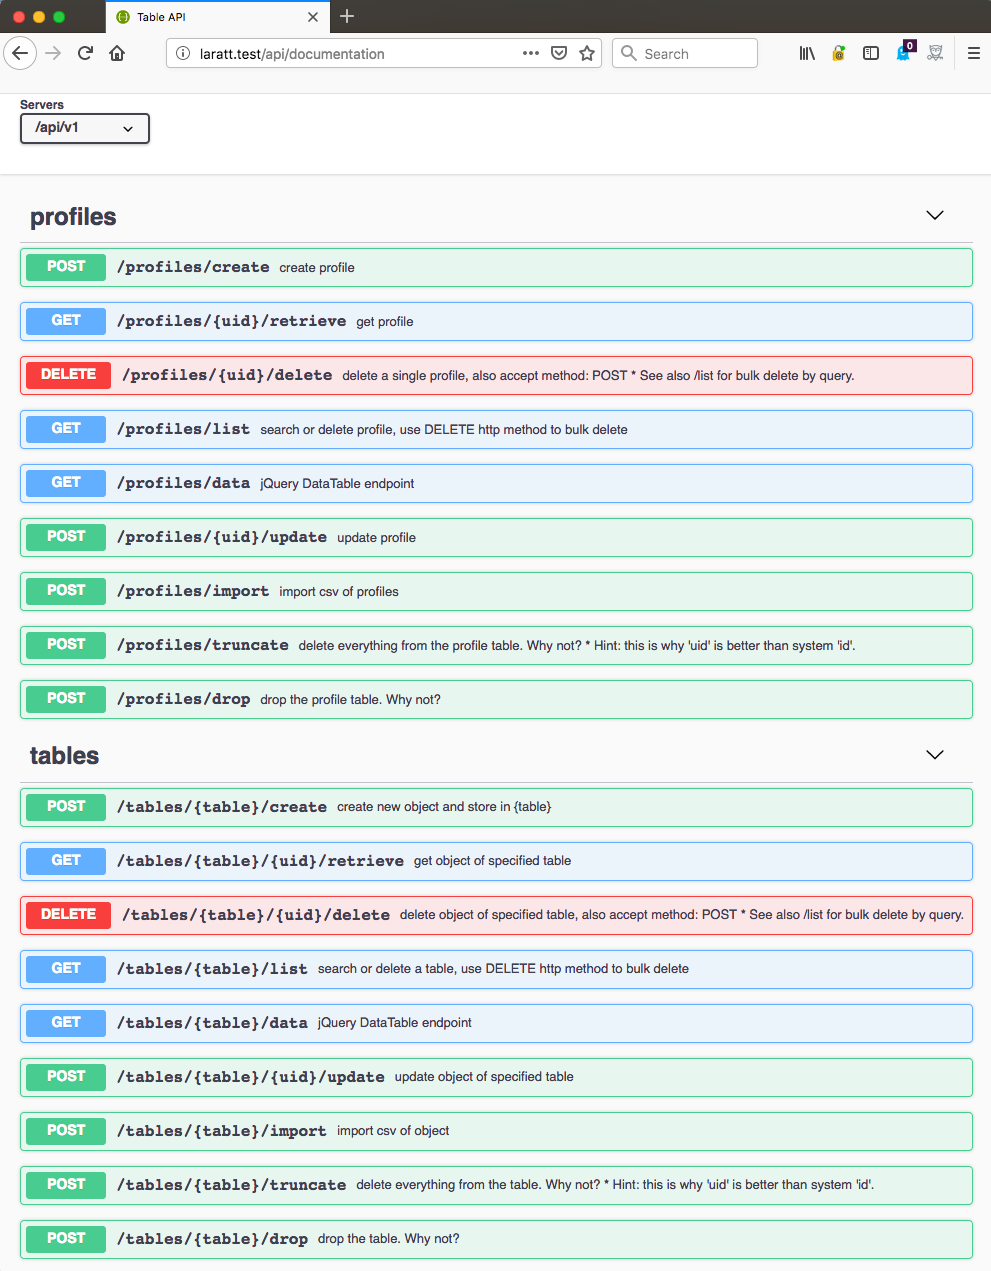 Table API
laratt.test/api/documentation
Search
0
Servers
/api/v1
profiles
POST /profiles/create create profile
GET /profiles/{uid}/retrieve get profile
DELETE /profiles/{uid}/delete delete a single profile, also accept method: POST * See also /list for bulk delete by query.
GET /profiles/list search or delete profile, use DELETE http method to bulk delete
GET /profiles/data jQuery DataTable endpoint
POST /profiles/{uid}/update update profile
POST /profiles/import import csv of profiles
POST /profiles/truncate delete everything from the profile table. Why not? * Hint: this is why 'uid' is better than system 'id'.
POST /profiles/drop drop the profile table. Why not?
tables
POST /tables/{table}/create create new object and store in {table}
GET /tables/{table}/{uid}/retrieve get object of specified table
DELETE /tables/{table}/{uid}/delete delete object of specified table, also accept method: POST * See also /list for bulk delete by query.
GET /tables/{table}/list search or delete a table, use DELETE http method to bulk delete
GET /tables/{table}/data jQuery DataTable endpoint
POST /tables/{table}/{uid}/update update object of specified table
POST /tables/{table}/import import csv of object
POST /tables/{table}/truncate delete everything from the table. Why not? * Hint: this is why 'uid' is better than system 'id'.
POST /tables/{table}/drop drop the table. Why not?